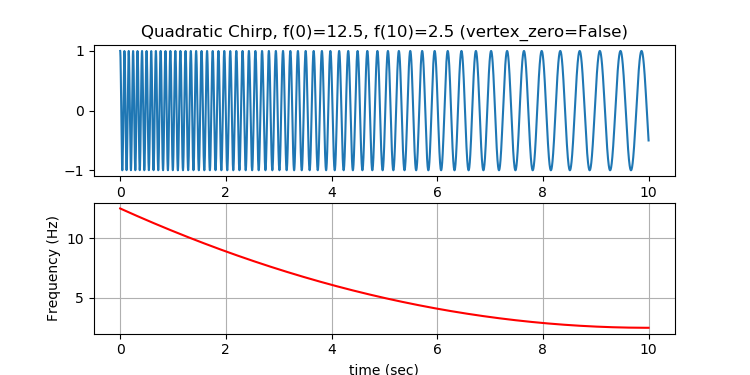 Quadratic Chirp, f(0)=12.5, f(10)=2.5 (vertex_zero=False)
1
0
−1
0 2 4 6 8 10
Frequency (Hz)
10
5
0 2 4 6 8 10
time (sec)